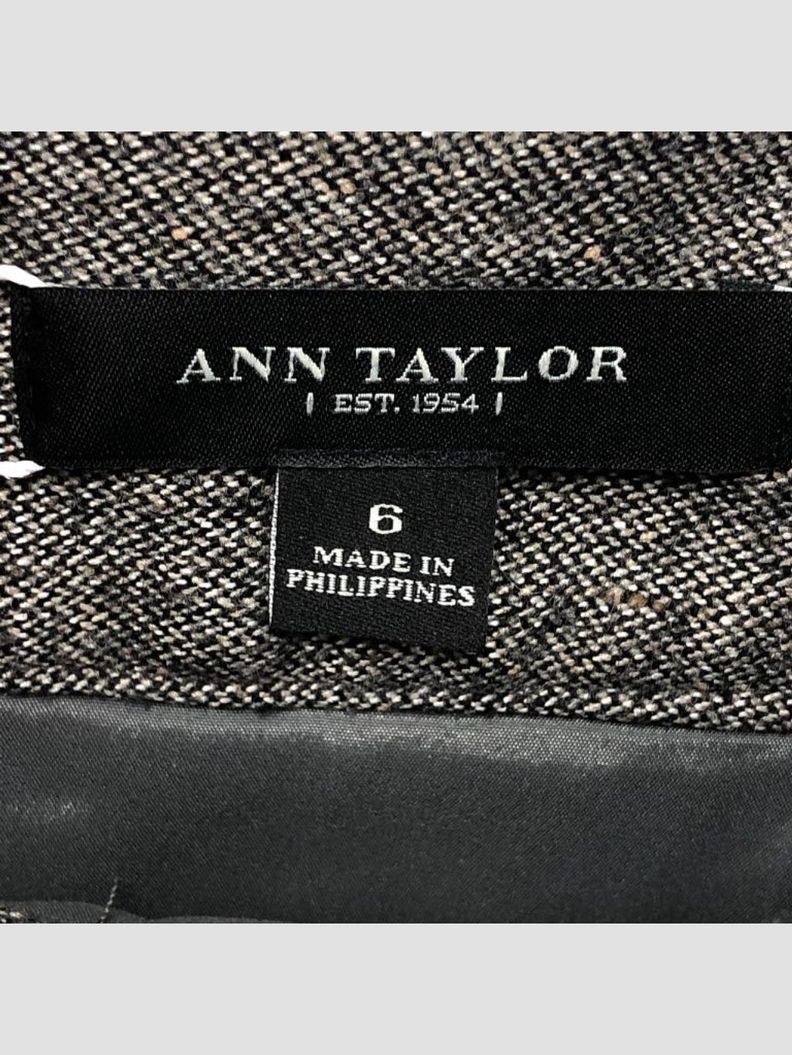 ANN TAYLOR
| EST. 1954 |
6
MADE IN
PHILIPPINES